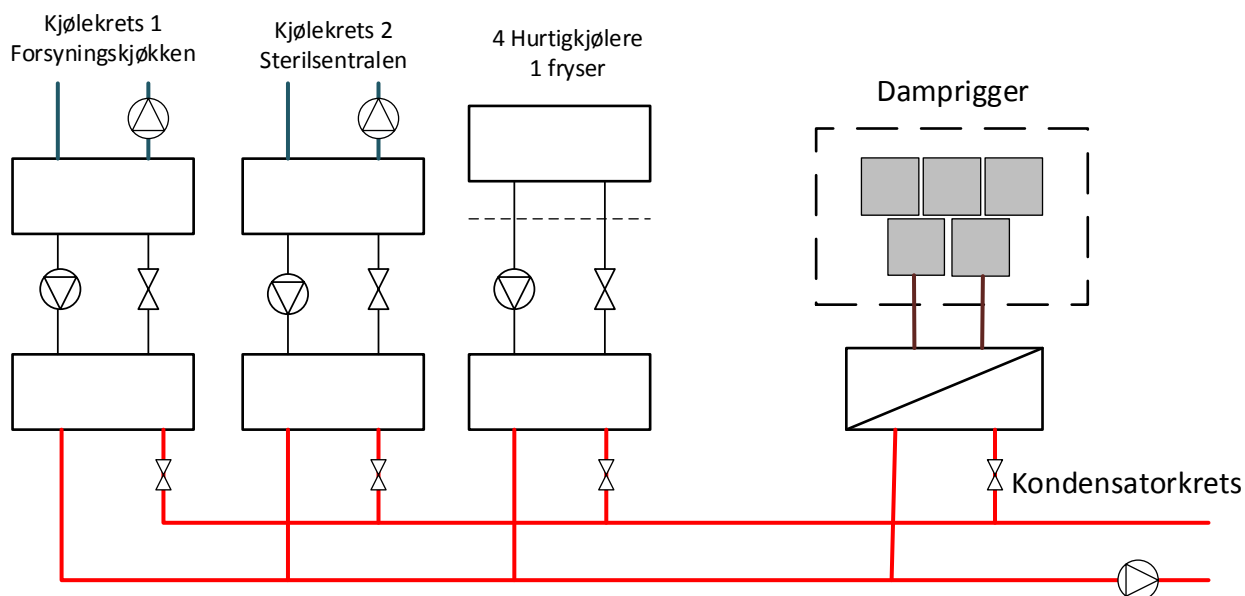 Kjølekrets 1
Forsyningskjøkken
Kjølekrets 2
Sterilsentralen
4 Hurtigkjølere
1 fryser
Damprigger
Kondensatorkrets